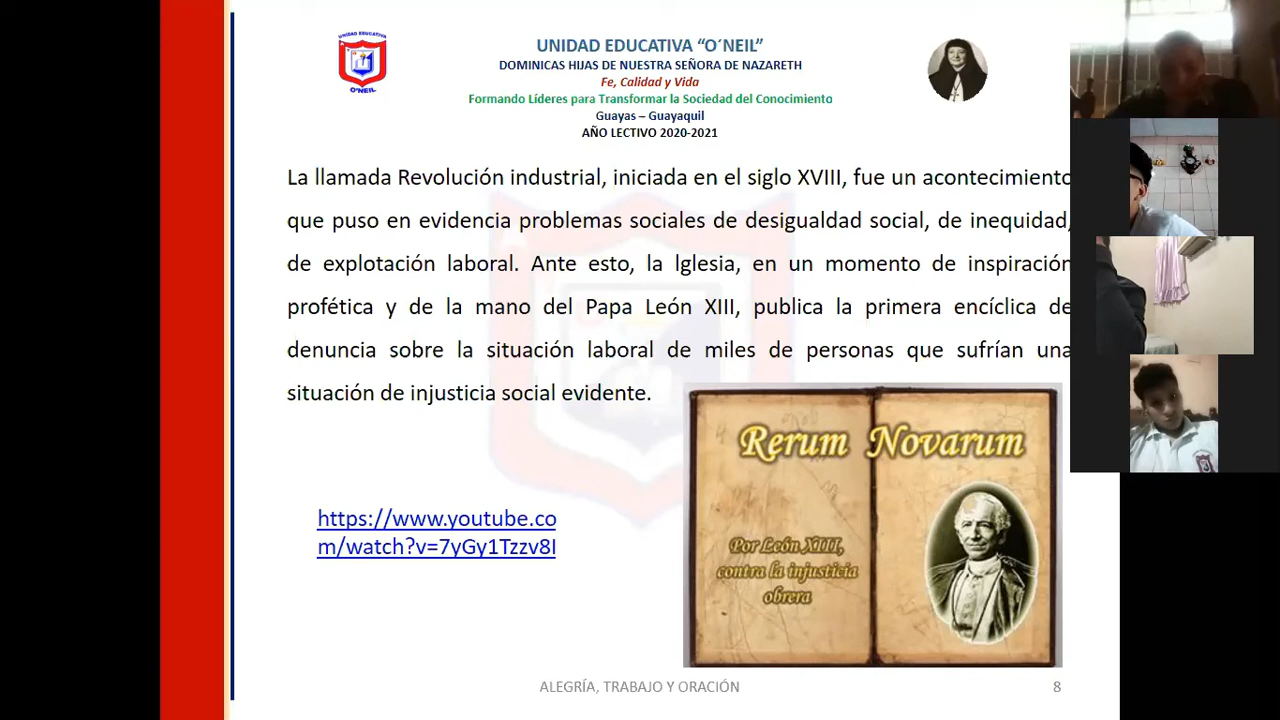 UNIDAD EDUCATIVA
O'NEIL
UNIDAD EDUCATIVA “O´NEIL”
DOMINICAS HIJAS DE NUESTRA SEÑORA DE NAZARETH
Fe, Calidad y Vida
Formando Líderes para Transformar la Sociedad del Conocimiento
Guayas – Guayaquil
AÑO LECTIVO 2020-2021
La llamada Revolución industrial, iniciada en el siglo XVIII, fue un acontecimiento
que puso en evidencia problemas sociales de desigualdad social, de inequidad,
de explotación laboral. Ante esto, la Iglesia, en un momento de inspiración
profética y de la mano del Papa León XIII, publica la primera encíclica de
denuncia sobre la situación laboral de miles de personas que sufrían una
situación de injusticia social evidente.
Rerum Novarum
Por León XIII,
contra la injusticia
obrera
https://www.youtube.co
m/watch?v=7yGy1Tzzv8I
ALEGRÍA, TRABAJO Y ORACIÓN
8